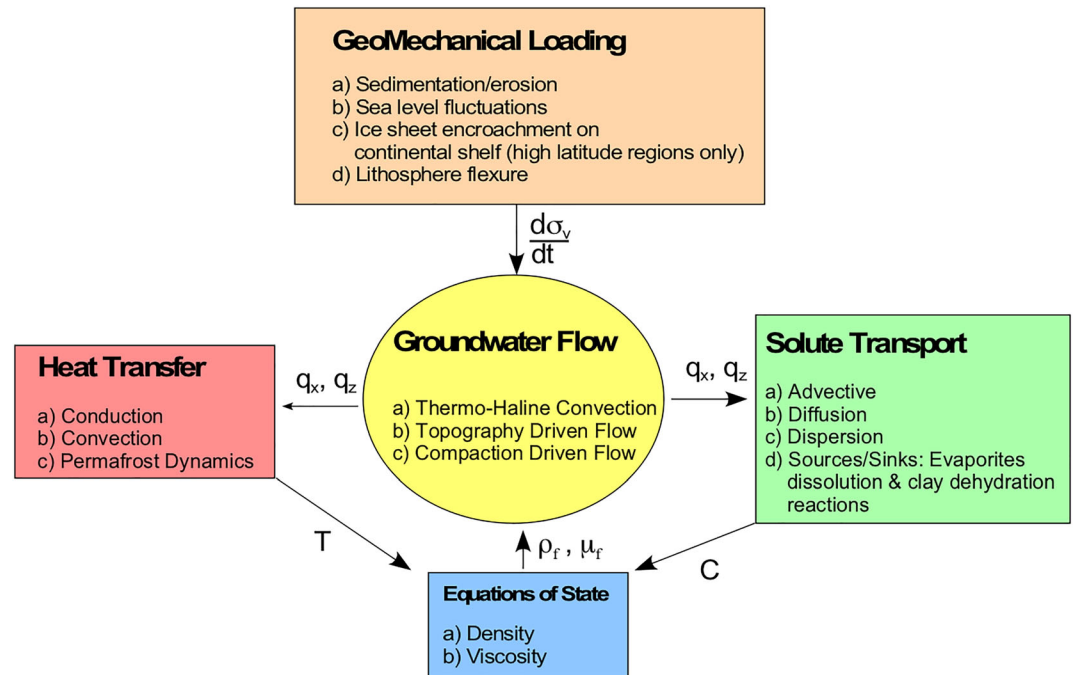 GeoMechanical Loading
a) Sedimentation/erosion
b) Sea level fluctuations
c) Ice sheet encroachment on
continental shelf (high latitude regions only)
d) Lithosphere flexure
dσv
dt
Groundwater Flow
a) Thermo-Haline Convection
b) Topography Driven Flow
c) Compaction Driven Flow
Heat Transfer
a) Conduction
b) Convection
c) Permafrost Dynamics
qx, qz
qx, qz
Solute Transport
a) Advective
b) Diffusion
c) Dispersion
d) Sources/Sinks: Evaporites
dissolution & clay dehydration
reactions
T
ρf , μf
C
Equations of State
a) Density
b) Viscosity